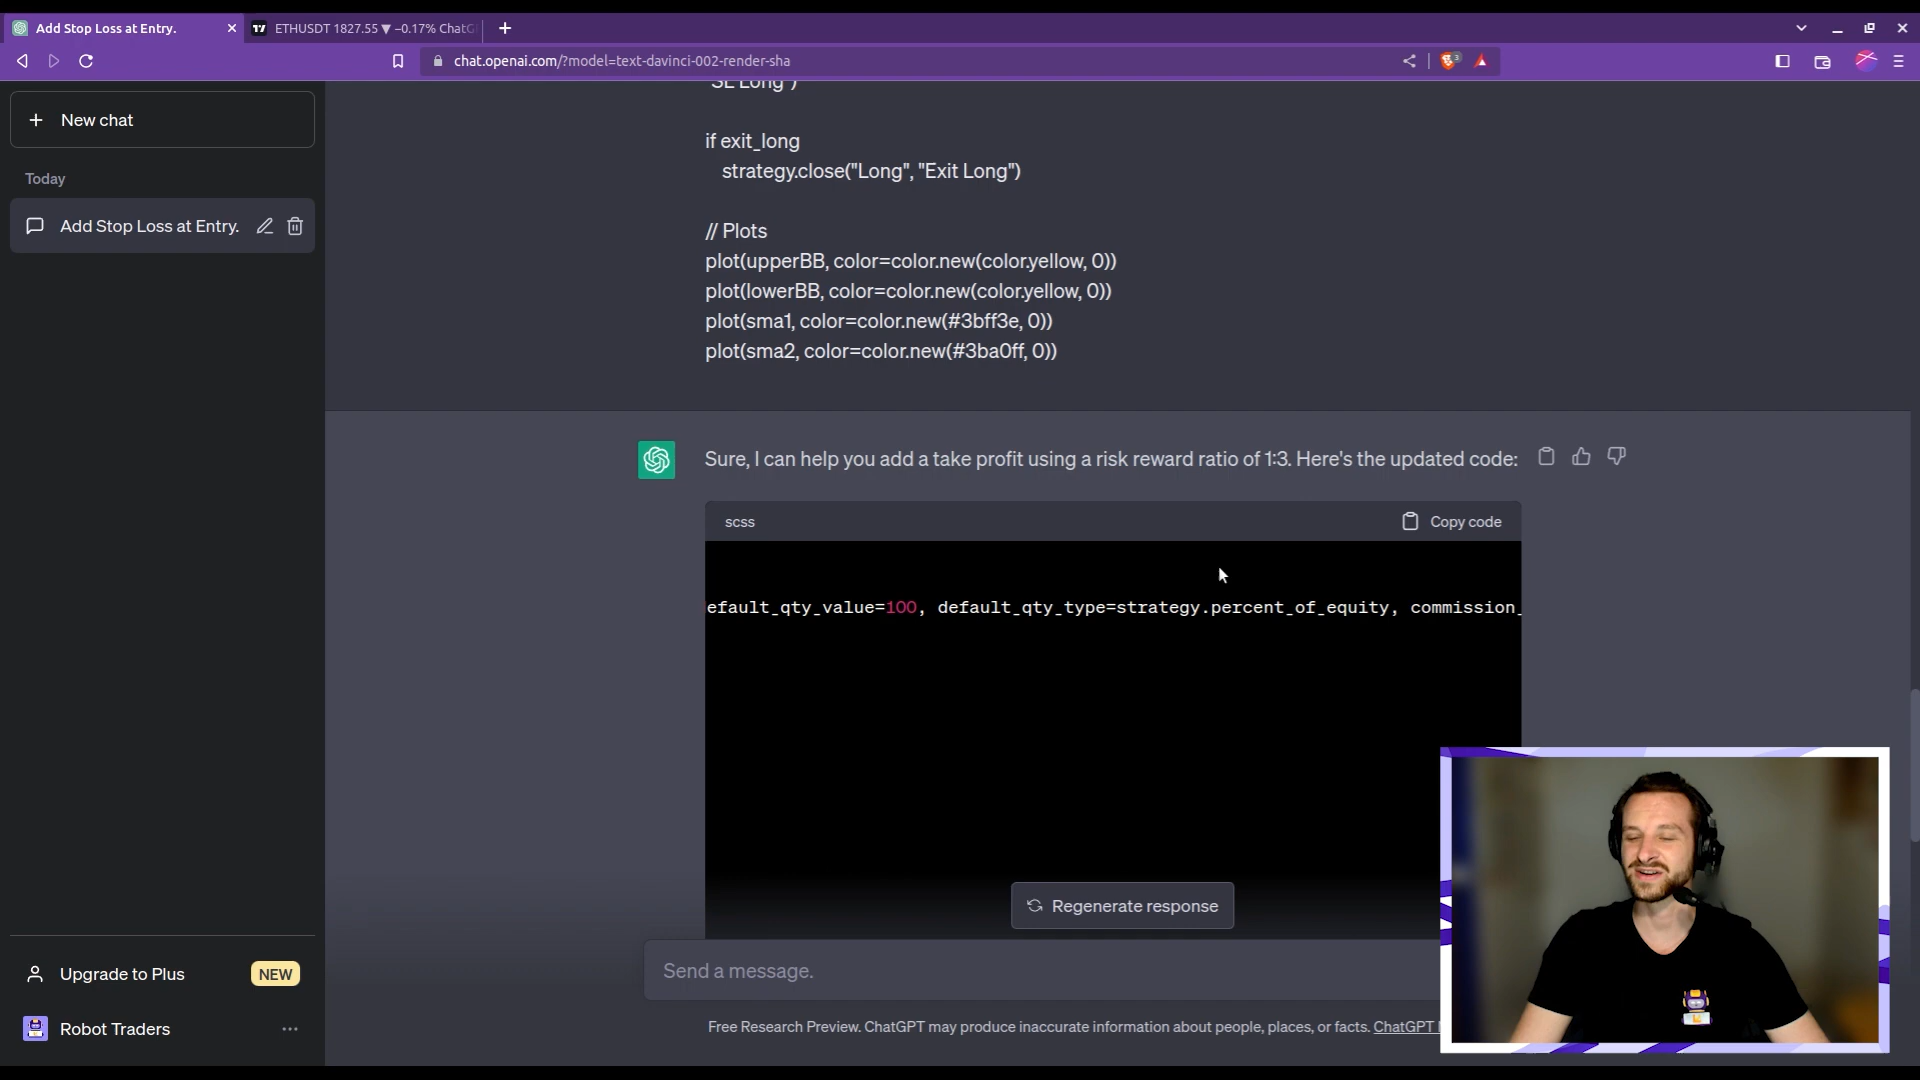 Add Stop Loss at Entry.
ETHUSDT 1827.55 ▼ −0.17% ChatG
chat.openai.com/?model=text-davinci-002-render-sha
3
+ New chat
Today
Add Stop Loss at Entry.
"SL Long")
if exit_long
strategy.close("Long", "Exit Long")
// Plots
plot(upperBB, color=color.new(color.yellow, 0))
plot(lowerBB, color=color.new(color.yellow, 0))
plot(sma1, color=color.new(#3bff3e, 0))
plot(sma2, color=color.new(#3ba0ff, 0))
Sure, I can help you add a take profit using a risk reward ratio of 1:3. Here's the updated code:
scss
Copy code
efault_qty_value=100, default_qty_type=strategy.percent_of_equity, commission_
Regenerate response
Send a message.
Upgrade to Plus
NEW
Robot Traders
Free Research Preview. ChatGPT may produce inaccurate information about people, places, or facts. ChatGPT